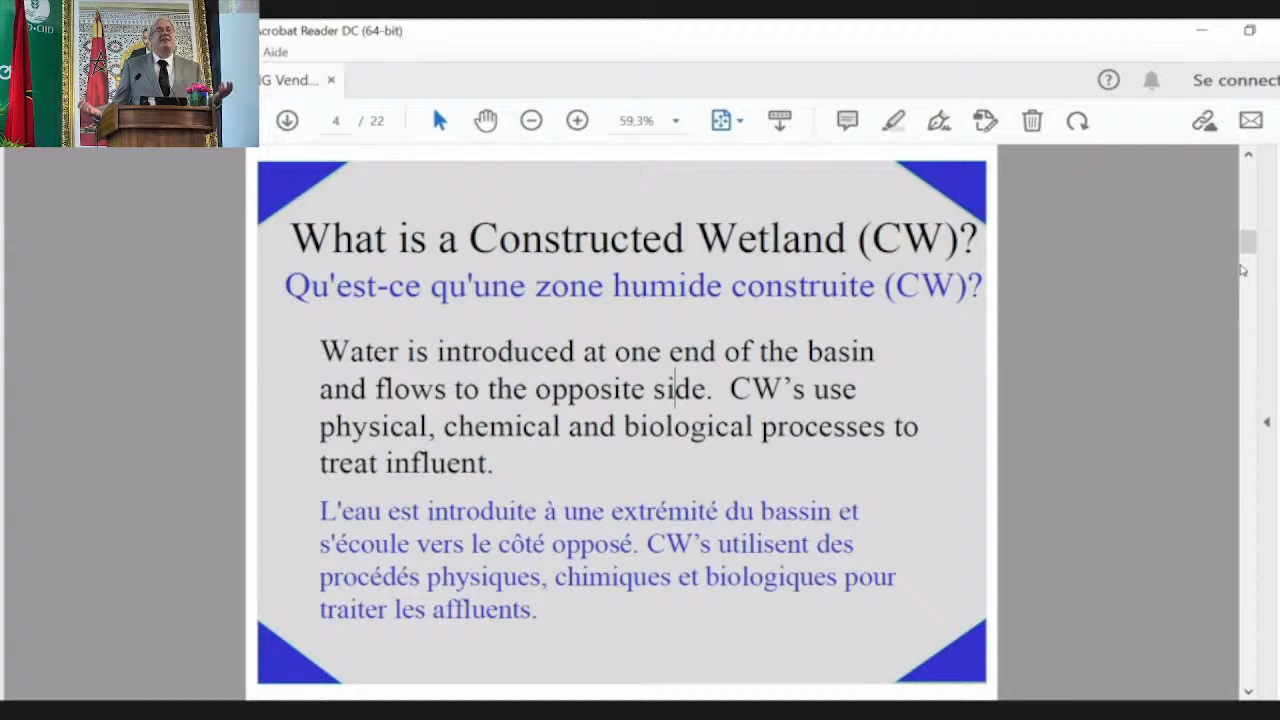 D•CIID
Acrobat Reader DC (64-bit)
Aide
IG Vend...
4 / 22
59,3%
Se connect
What is a Constructed Wetland (CW)?
Qu'est-ce qu'une zone humide construite (CW)?
Water is introduced at one end of the basin
and flows to the opposite side. CW’s use
physical, chemical and biological processes to
treat influent.
L'eau est introduite à une extrémité du bassin et
s'écoule vers le côté opposé. CW’s utilisent des
procédés physiques, chimiques et biologiques pour
traiter les affluents.